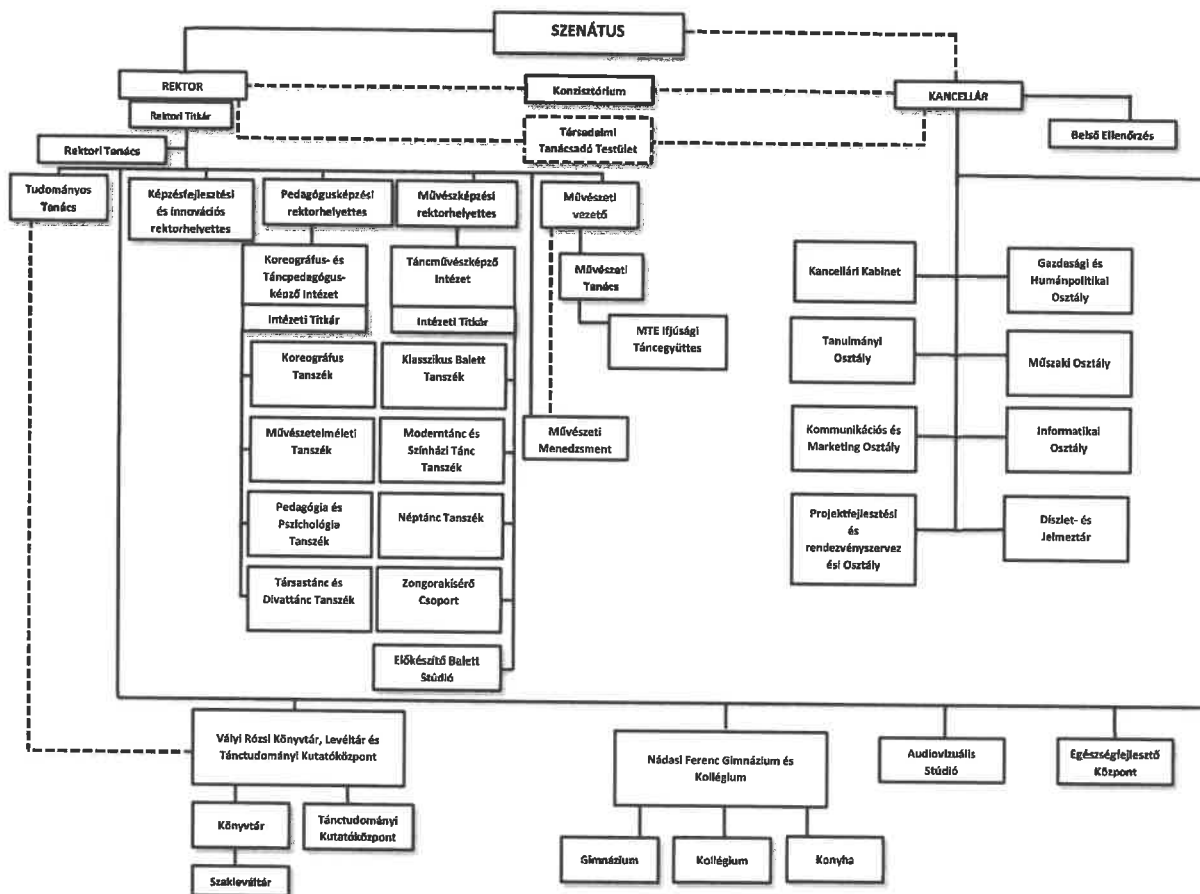 SZENÁTUS
REKTOR
Rektori Titkár
Rektori Tanács
Konzisztórium
Társadalmi
Tanácsadó Testület
KANCELLÁR
Belső Ellenőrzés
Tudományos
Tanács
Képzésfejlesztési
és innovációs
rektorhelyettes
Pedagógusképzési
rektorhelyettes
Művészképzési
rektorhelyettes
Művészeti
vezető
Koreográfus- és
Táncpedagógus-
képző Intézet
Intézeti Titkár
Táncművészképző
Intézet
Intézeti Titkár
Művészeti
Tanács
MTE Ifjúsági
Táncegyüttes
Koreográfus
Tanszék
Művészetelméleti
Tanszék
Pedagógia és
Pszichológia
Tanszék
Társastánc és
Divattánc Tanszék
Klasszikus Balett
Tanszék
Moderntánc és
Színházi Tánc
Tanszék
Néptánc Tanszék
Zongorakísérő
Csoport
Előkészítő Balett
Stúdió
Művészeti
Menedzsment
Kancellári Kabinet
Gazdasági és
Humánpolitikai
Osztály
Tanulmányi
Osztály
Műszaki Osztály
Kommunikációs és
Marketing Osztály
Informatikai
Osztály
Projektfejlesztési
és
rendezvényszervez
ési Osztály
Díszlet- és
Jelmeztár
Vályi Rózsi Könyvtár, Levéltár és
Tánctudományi Kutatóközpont
Könyvtár
Tánctudományi
Kutatóközpont
Szaklevéltár
Nádasi Ferenc Gimnázium és
Kollégium
Gimnázium
Kollégium
Konyha
Audiovizuális
Stúdió
Egészségfejlesztő
Központ